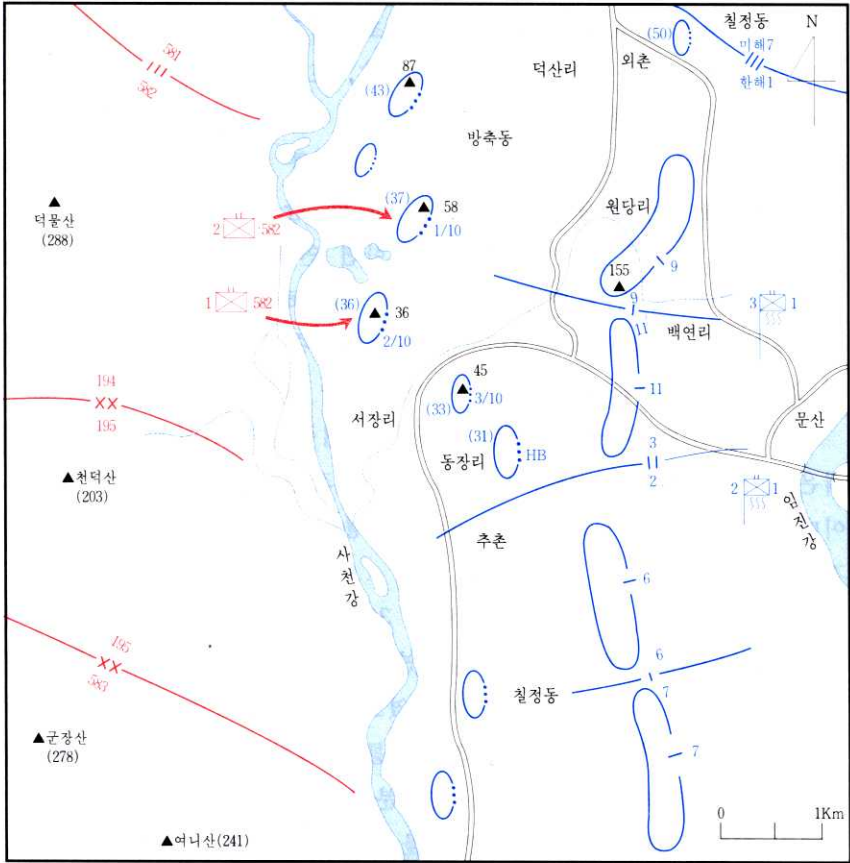 칠정동
N
(50)
미해7
한해1
외촌
덕산리
581
582
87
(43)
방축동
덕물산
(288)
2 582
(37)
58
1/10
원당리
155
9
1 582
(36)
36
2/10
9
11
백연리
3 1
194
195
45
(33)
3/10
서장리
11
(31)
HB
동장리
문산
천덕산
(203)
3
2
2 1
임진강
추촌
사천강
6
195
583
6
7
칠정동
군장산
(278)
7
0 1Km
여니산(241)